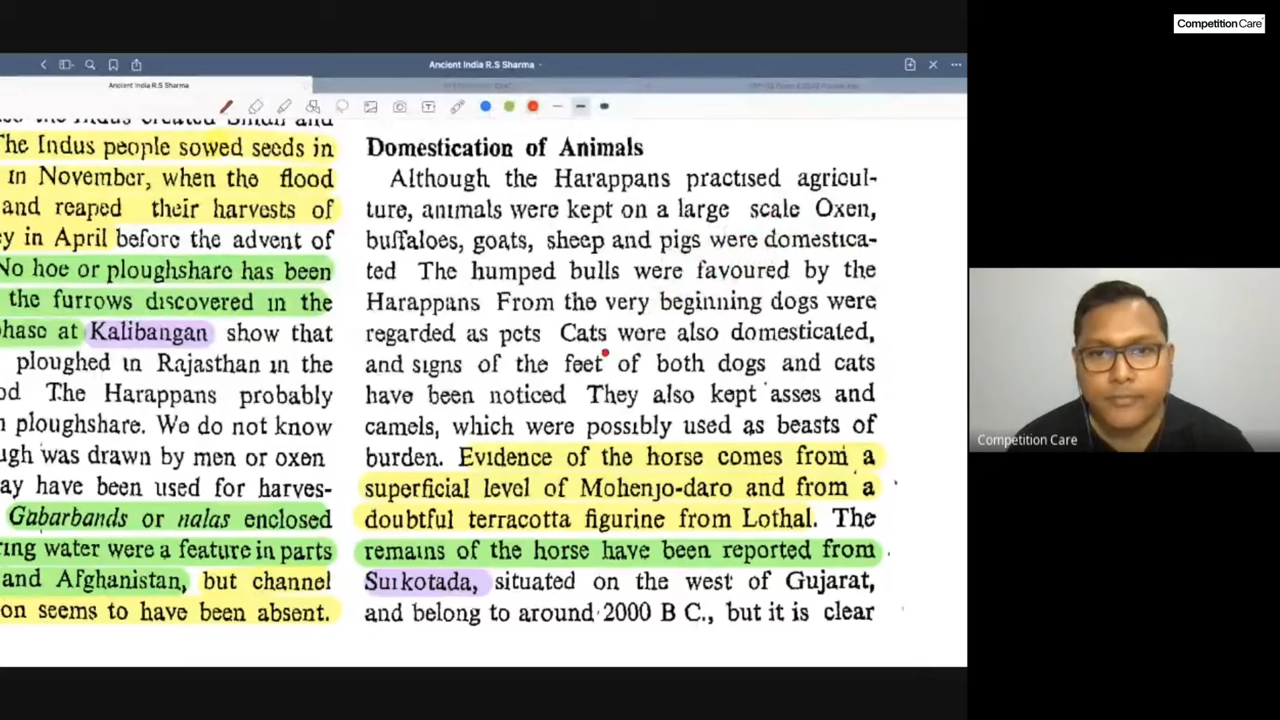 CompetitionCare
Ancient India R.S Sharma
Ancient India R.S Sharma
The Indus people sowed seeds in
in November, when the flood
and reaped their harvests of
in April before the advent of
No hoe or ploughshare has been
the furrows discovered in the
phase at Kalibangan show that
ploughed in Rajasthan in the
The Harappans probably
ploughshare. We do not know
was drawn by men or oxen
may have been used for harves-
Gabarbands or nalas enclosed
water were a feature in parts
and Afghanistan, but channel
seems to have been absent.
Domestication of Animals
Although the Harappans practised agricul-
ture, animals were kept on a large scale Oxen,
buffaloes, goats, sheep and pigs were domestica-
ted The humped bulls were favoured by the
Harappans From the very beginning dogs were
regarded as pets Cats were also domesticated,
and signs of the feet of both dogs and cats
have been noticed They also kept asses and
camels, which were possibly used as beasts of
burden. Evidence of the horse comes from a
superficial level of Mohenjo-daro and from a
doubtful terracotta figurine from Lothal. The
remains of the horse have been reported from
Surkotada, situated on the west of Gujarat,
and belong to around 2000 B C., but it is clear
Competition Care